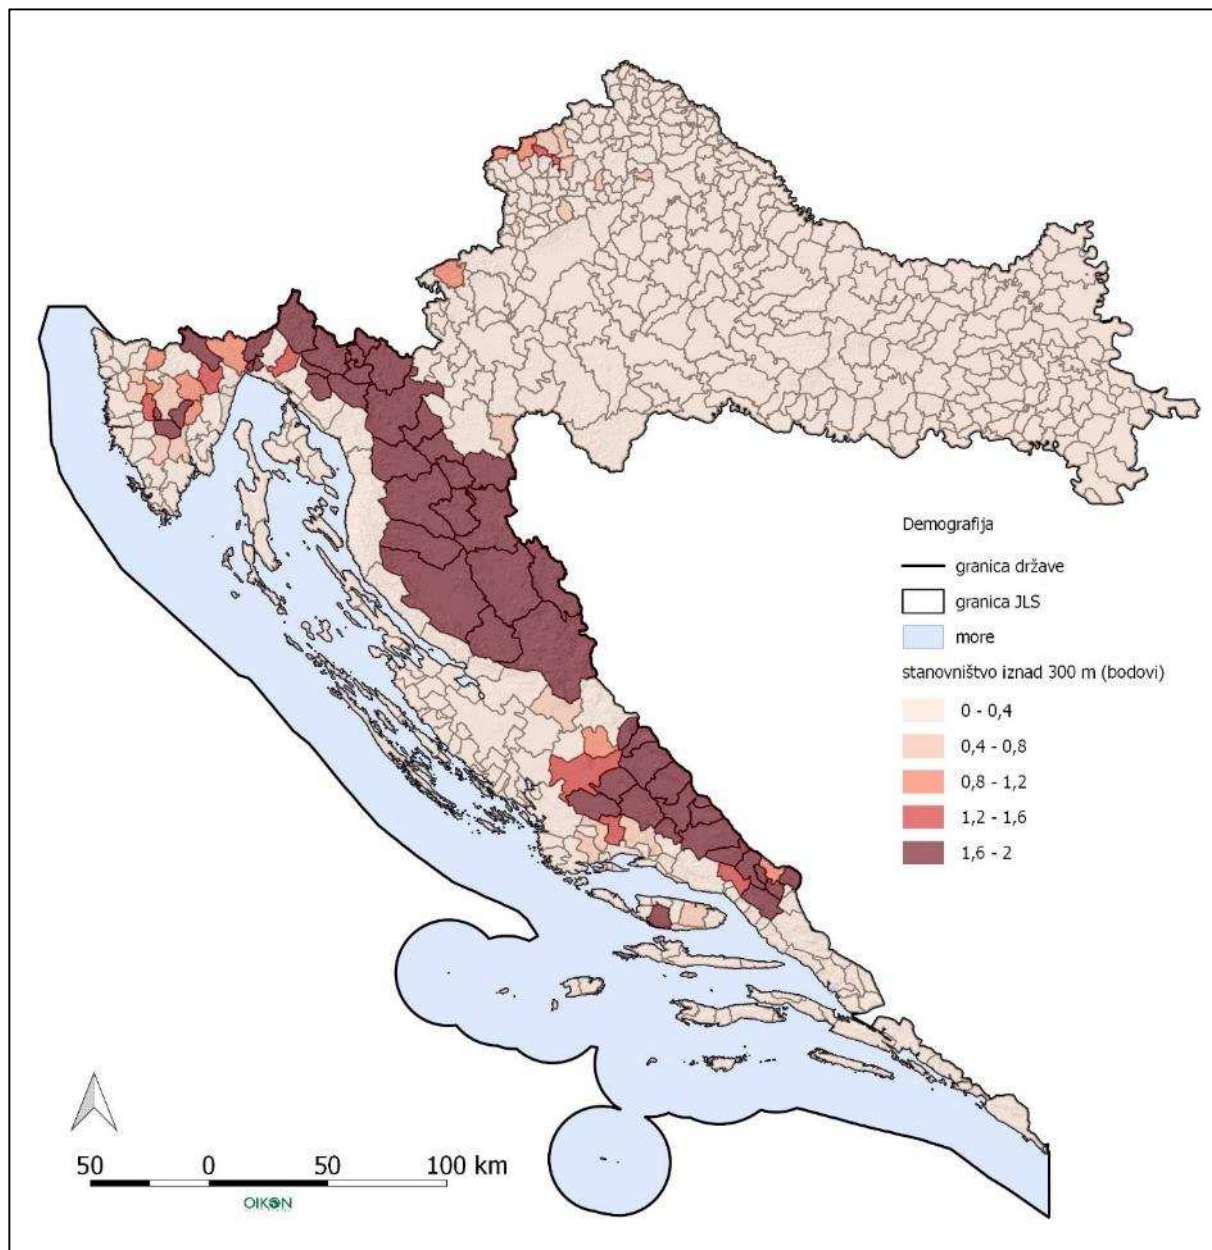 Demografija
granica države
granica JLS
more
stanovništvo iznad 300 m (bodovi)
0 - 0,4
0,4 - 0,8
0,8 - 1,2
1,2 - 1,6
1,6 - 2
50 0 50 100 km
OIKON